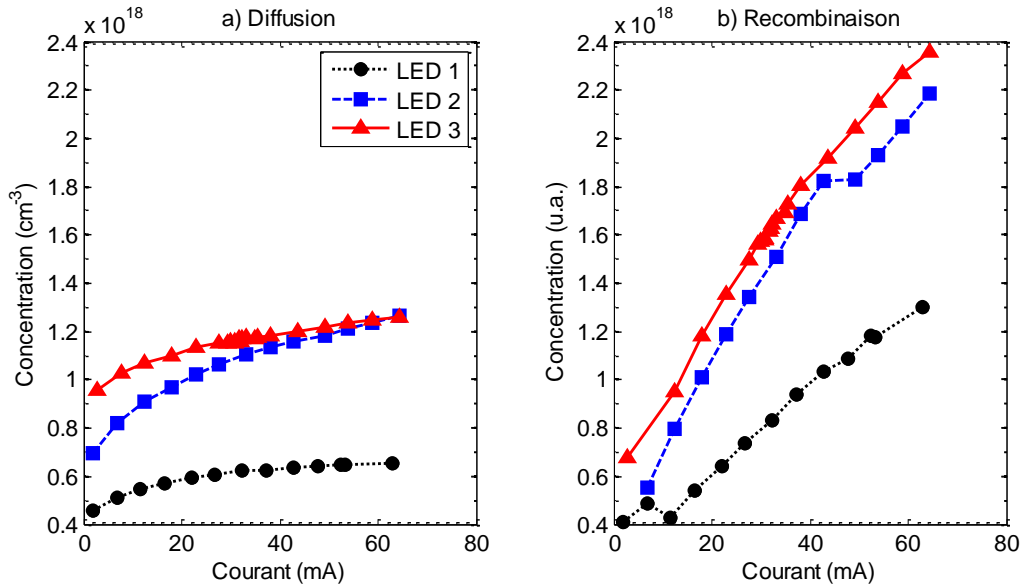 x 10^18
a) Diffusion
2.4
2.2
2
1.8
1.6
1.4
1.2
1
0.8
0.6
0.4
0
20
40
60
80
Concentration (cm^-3)
Courant (mA)
LED 1
LED 2
LED 3
x 10^18
b) Recombinaison
2.4
2.2
2
1.8
1.6
1.4
1.2
1
0.8
0.6
0.4
0
20
40
60
80
Concentration (u.a.)
Courant (mA)